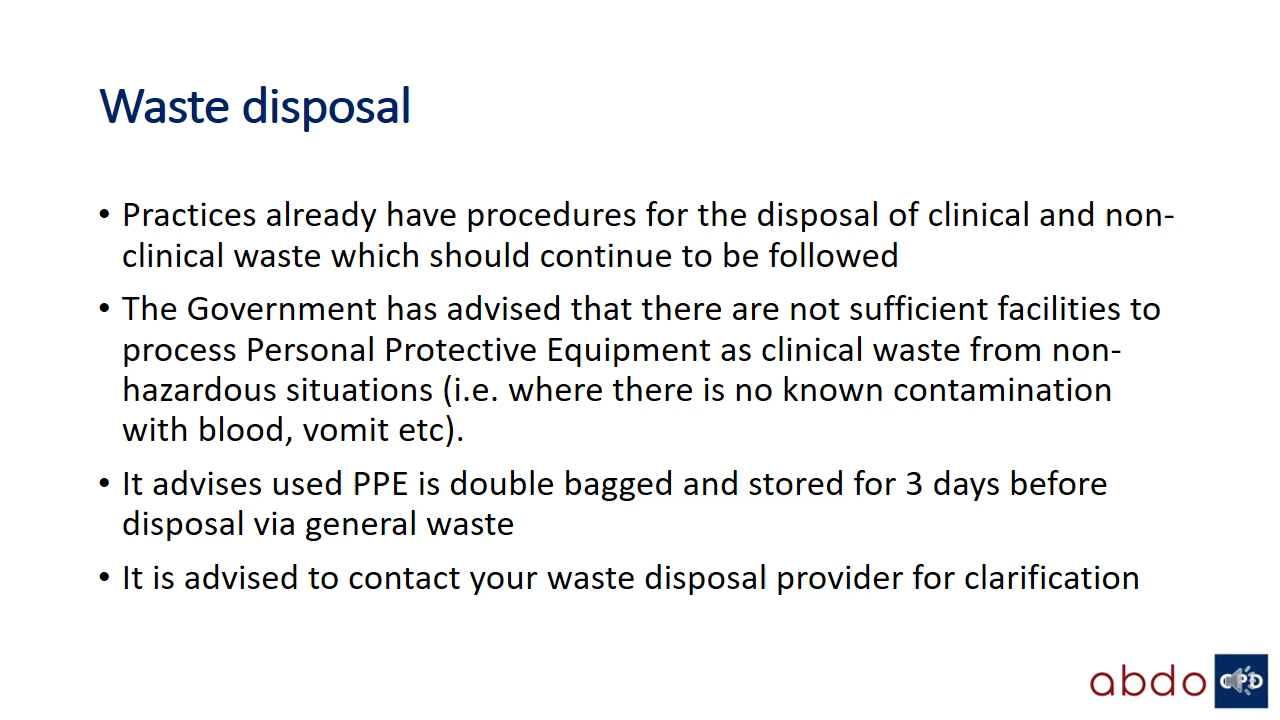 Waste disposal
• Practices already have procedures for the disposal of clinical and non-
clinical waste which should continue to be followed
• The Government has advised that there are not sufficient facilities to
process Personal Protective Equipment as clinical waste from non-
hazardous situations (i.e. where there is no known contamination
with blood, vomit etc).
• It advises used PPE is double bagged and stored for 3 days before
disposal via general waste
• It is advised to contact your waste disposal provider for clarification
abdo CPD